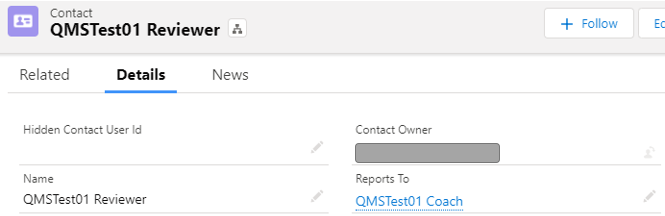 Contact
QMSTest01 Reviewer
+ Follow
Related
Details
News
Hidden Contact User Id
Contact Owner
Name
Reports To
QMSTest01 Reviewer
QMSTest01 Coach